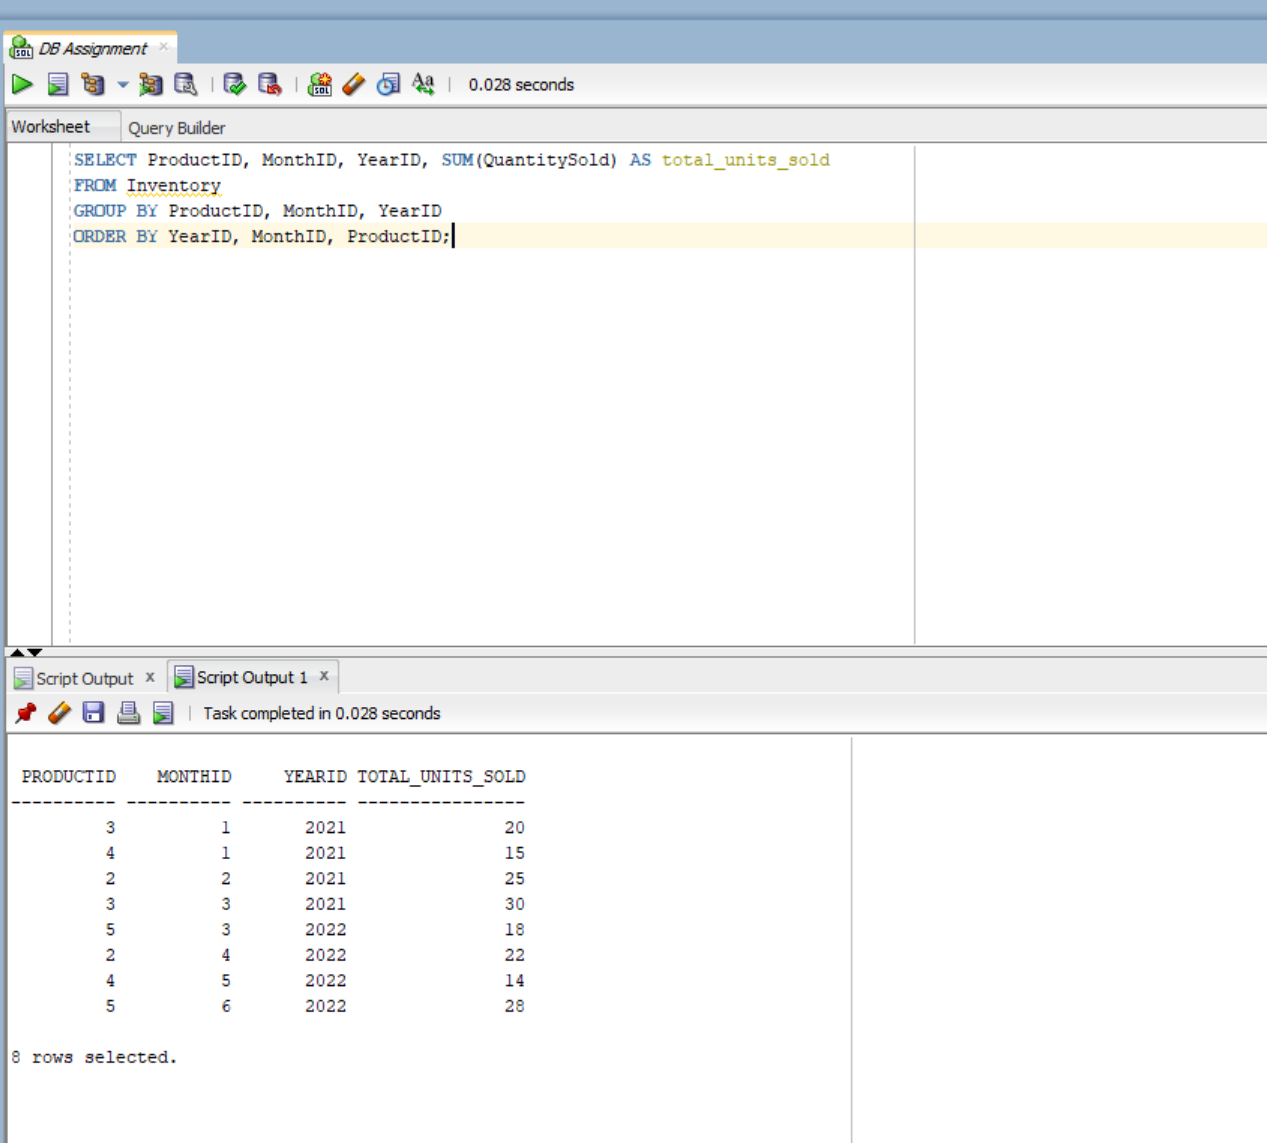 DB Assignment
0.028 seconds
Worksheet Query Builder
SELECT ProductID, MonthID, YearID, SUM(QuantitySold) AS total_units_sold
FROM Inventory
GROUP BY ProductID, MonthID, YearID
ORDER BY YearID, MonthID, ProductID;
Script Output x Script Output 1 x
Task completed in 0.028 seconds
PRODUCTID MONTHID YEARID TOTAL_UNITS_SOLD
---------- ---------- ---------- ----------------
3 1 2021 20
4 1 2021 15
2 2 2021 25
3 3 2021 30
5 3 2022 18
2 4 2022 22
4 5 2022 14
5 6 2022 28
8 rows selected.